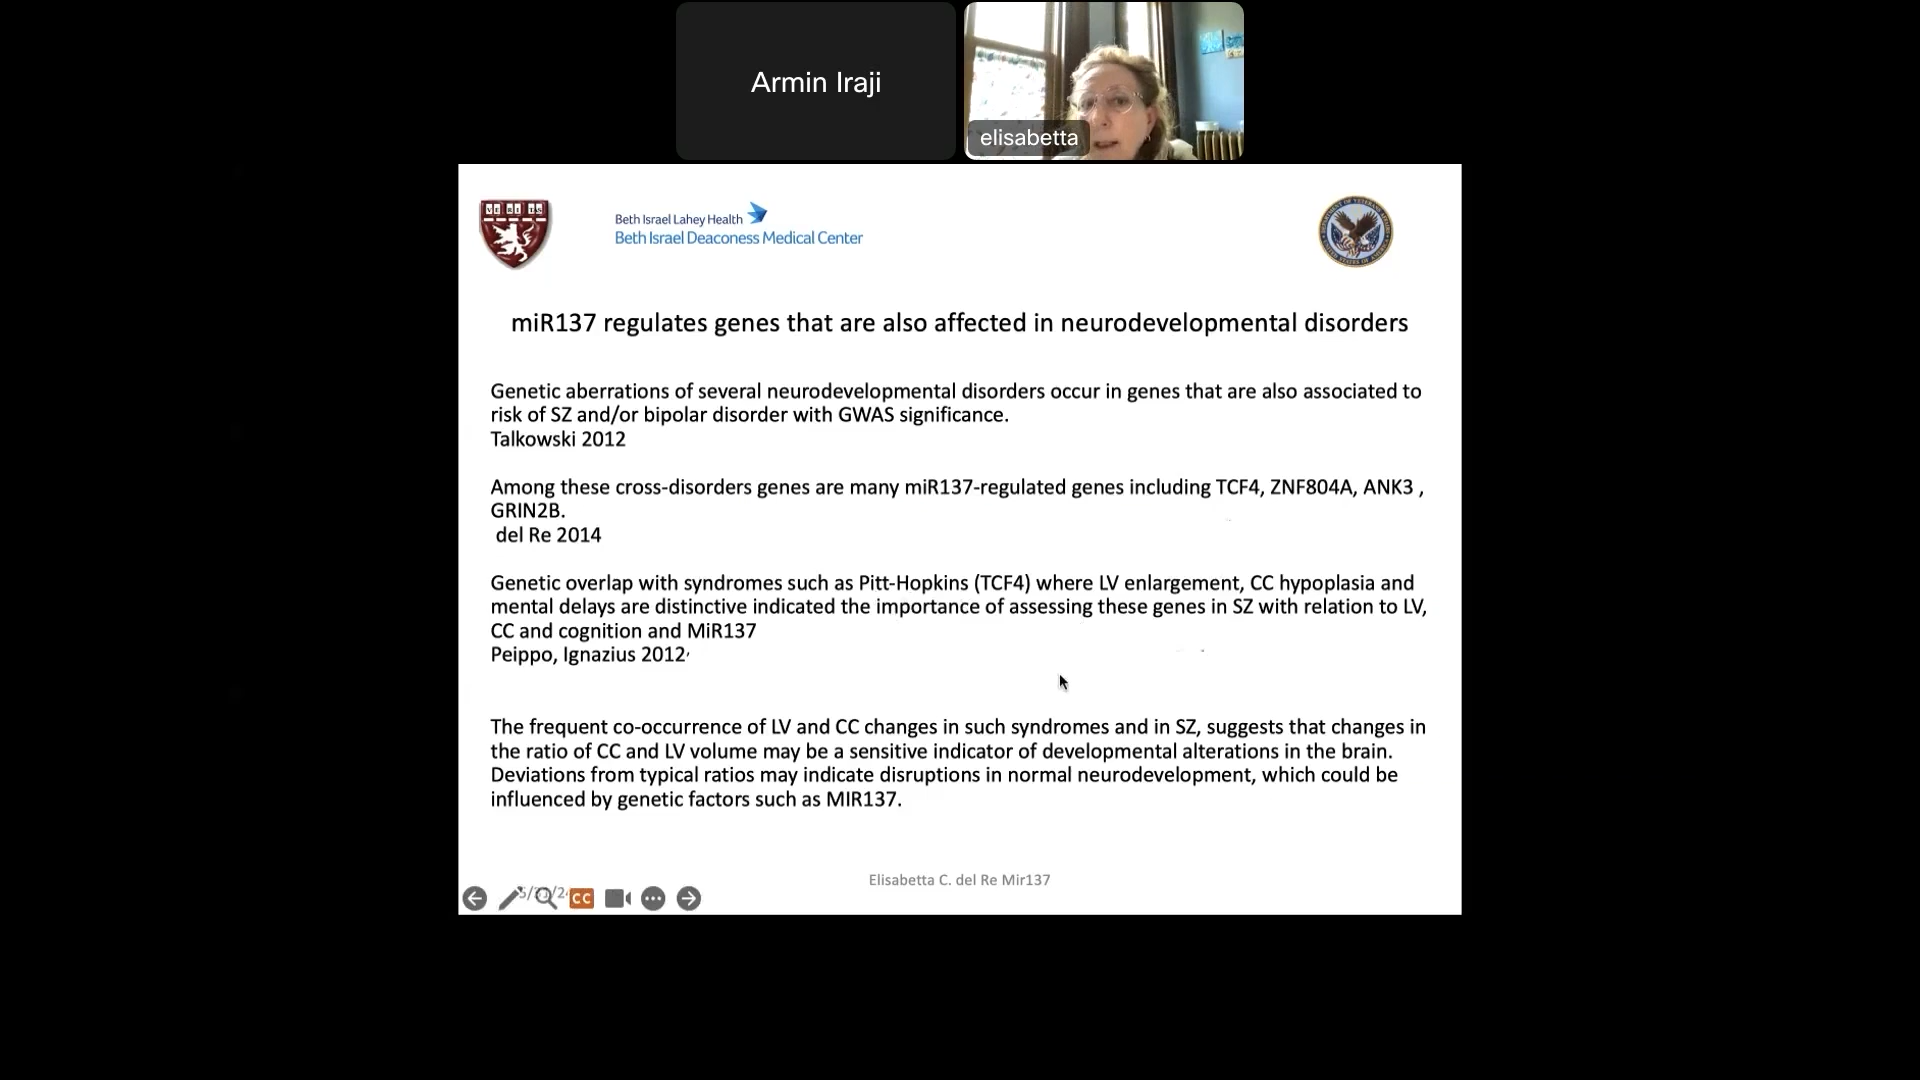 Armin Iraji
elisabetta
VE RI TAS
Beth Israel Lahey Health
Beth Israel Deaconess Medical Center
miR137 regulates genes that are also affected in neurodevelopmental disorders
Genetic aberrations of several neurodevelopmental disorders occur in genes that are also associated to
risk of SZ and/or bipolar disorder with GWAS significance.
Talkowski 2012
Among these cross-disorders genes are many miR137-regulated genes including TCF4, ZNF804A, ANK3 ,
GRIN2B.
del Re 2014
Genetic overlap with syndromes such as Pitt-Hopkins (TCF4) where LV enlargement, CC hypoplasia and
mental delays are distinctive indicated the importance of assessing these genes in SZ with relation to LV,
CC and cognition and MiR137
Peippo, Ignazius 2012,
The frequent co-occurrence of LV and CC changes in such syndromes and in SZ, suggests that changes in
the ratio of CC and LV volume may be a sensitive indicator of developmental alterations in the brain.
Deviations from typical ratios may indicate disruptions in normal neurodevelopment, which could be
influenced by genetic factors such as MIR137.
Elisabetta C. del Re Mir137
CC